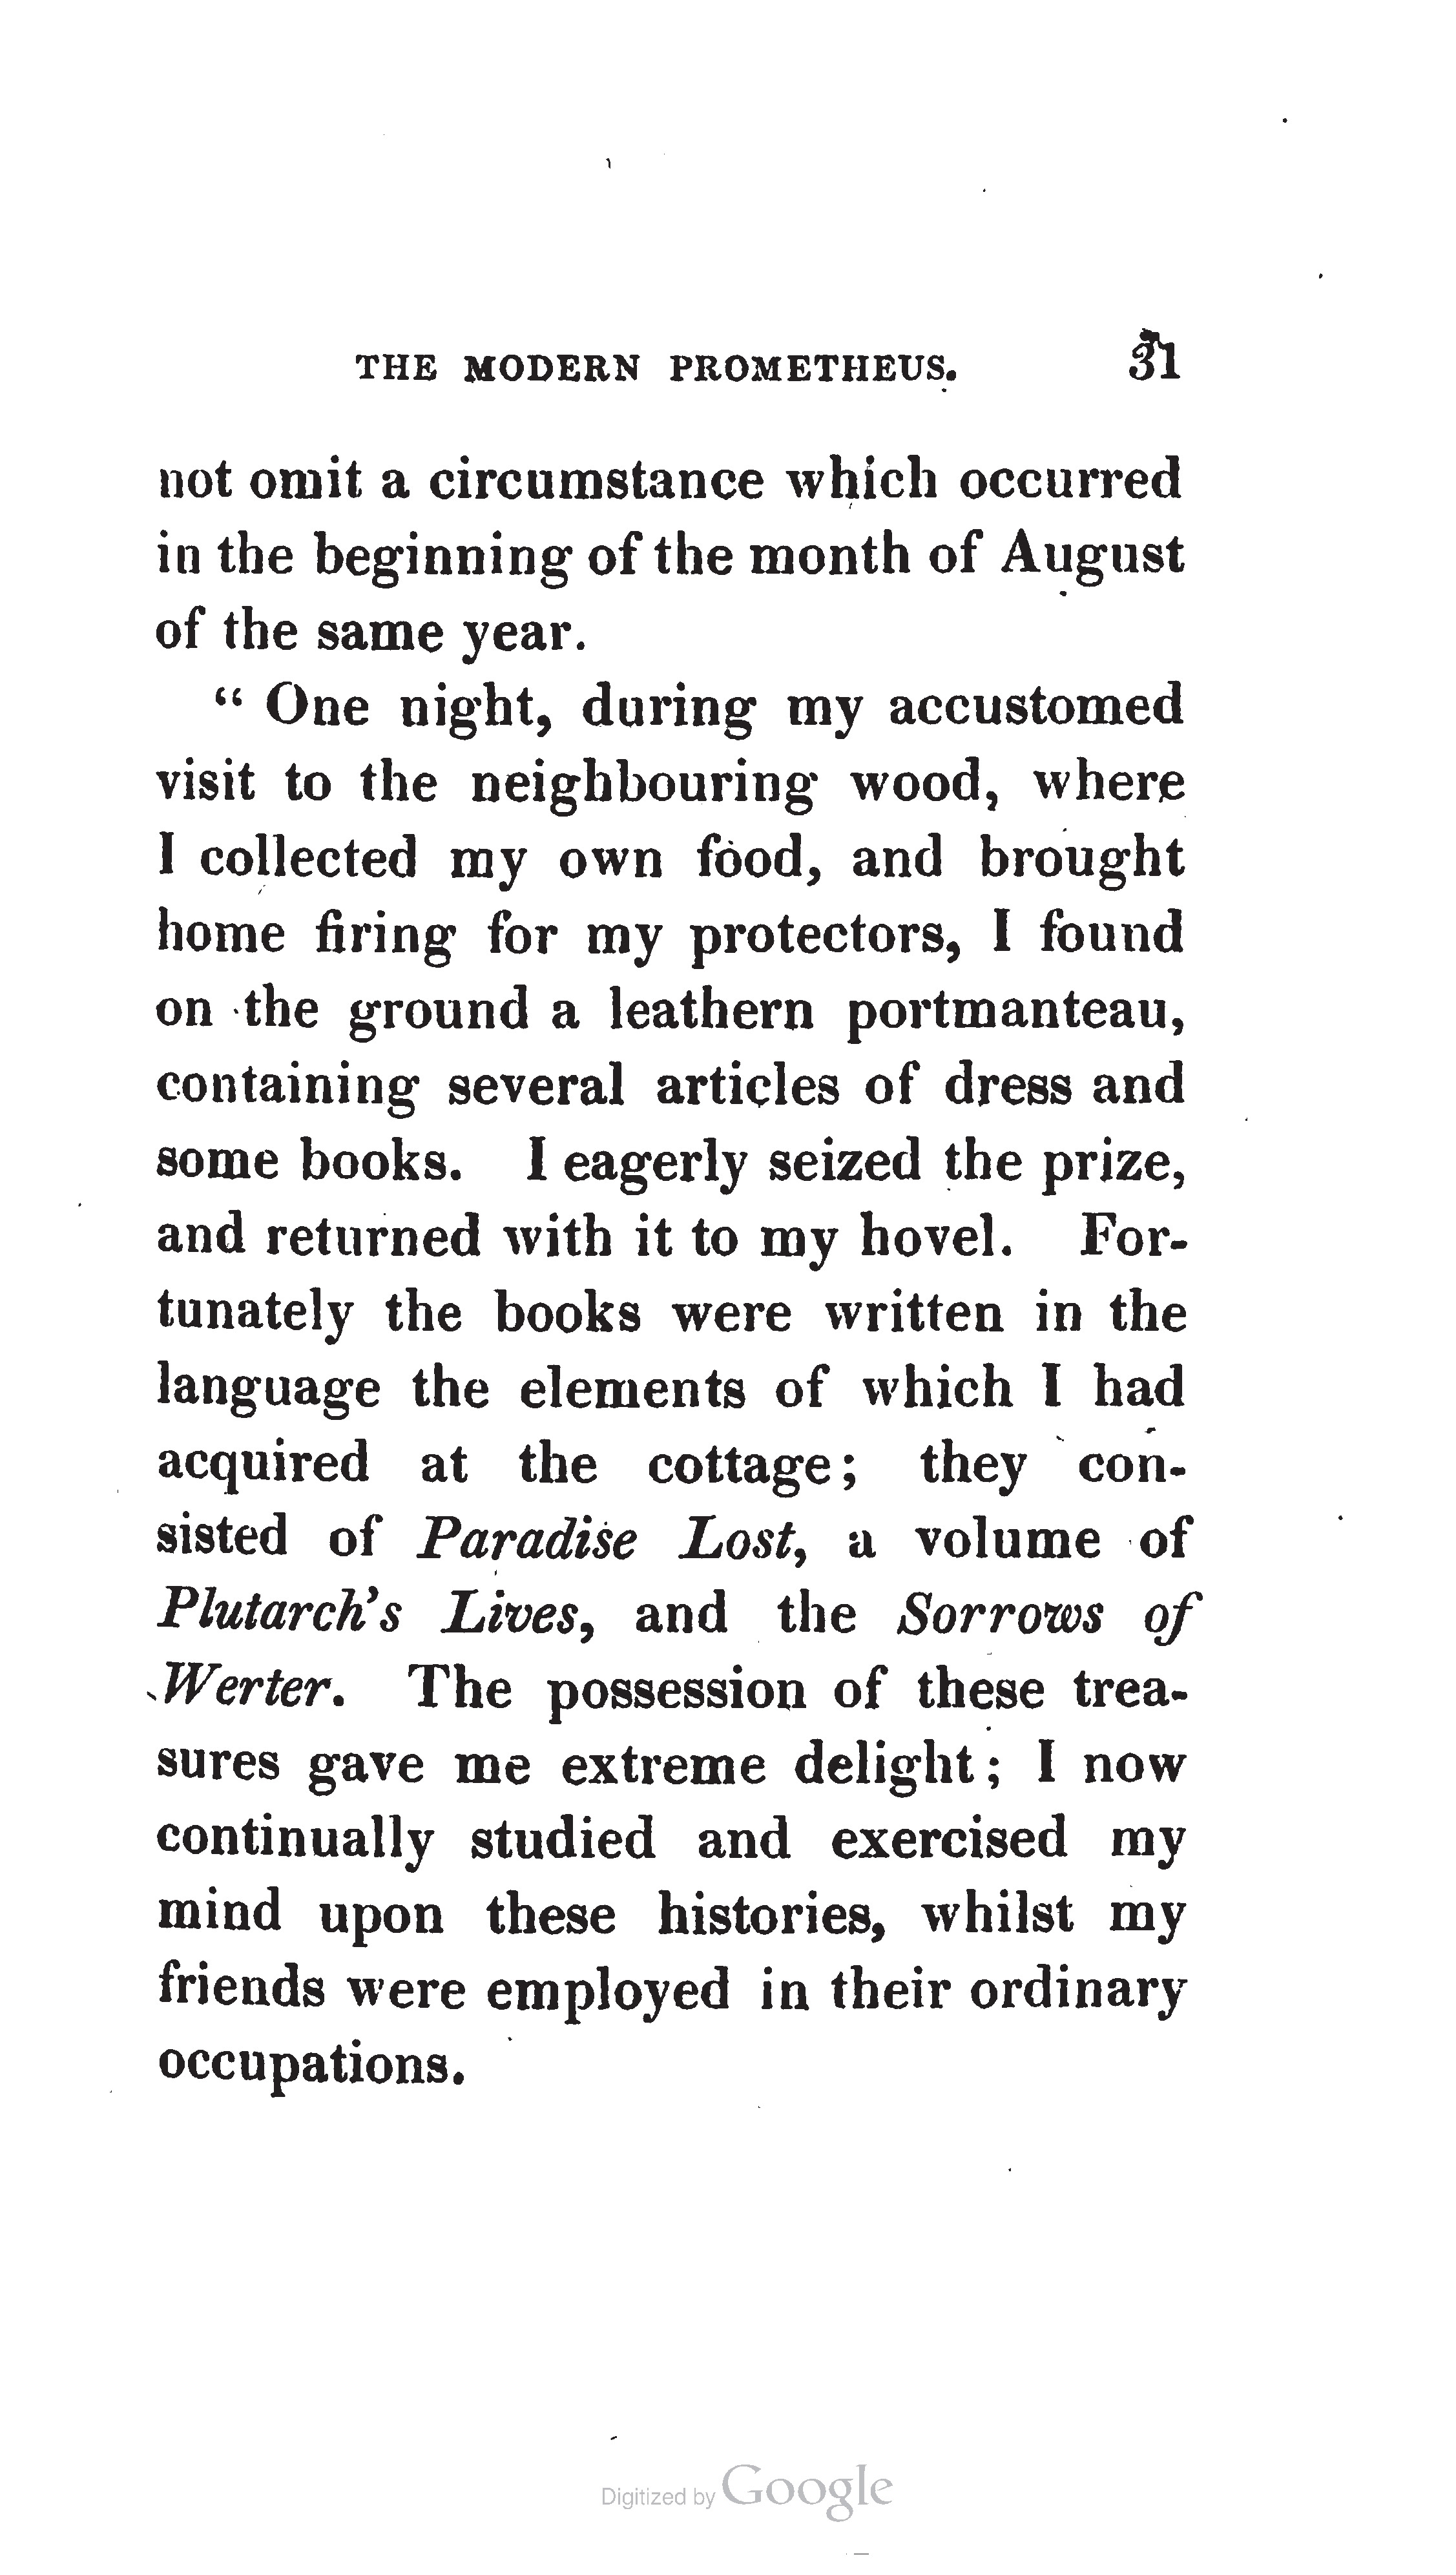 THE MODERN PROMETHEUS. 31
not omit a circumstance which occurred
in the beginning of the month of August
of the same year.
“ One night, during my accustomed
visit to the neighbouring wood, where
I collected my own food, and brought
home firing for my protectors, I found
on the ground a leathern portmanteau,
containing several articles of dress and
some books. I eagerly seized the prize,
and returned with it to my hovel. For-
tunately the books were written in the
language the elements of which I had
acquired at the cottage; they con-
sisted of Paradise Lost, a volume of
Plutarch’s Lives, and the Sorrows of
Werter. The possession of these trea-
sures gave me extreme delight; I now
continually studied and exercised my
mind upon these histories, whilst my
friends were employed in their ordinary
occupations.
Digitized by Google